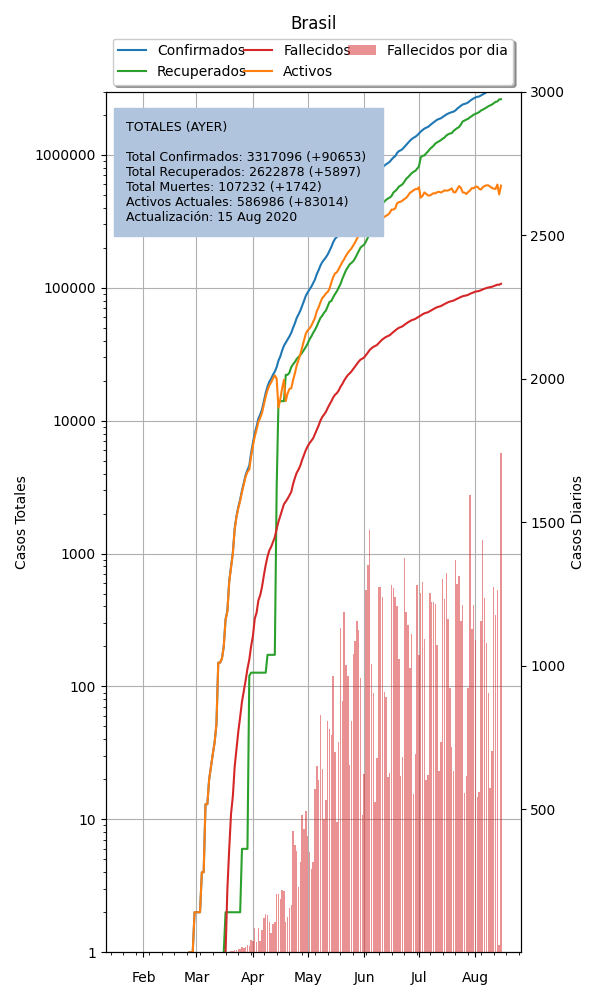 Brasil
Confirmados Fallecidos Fallecidos por dia
Recuperados Activos
TOTALES (AYER)
Total Confirmados: 3317096 (+90653)
Total Recuperados: 2622878 (+5897)
Total Muertes: 107232 (+1742)
Activos Actuales: 586986 (+83014)
Actualización: 15 Aug 2020
Casos Totales
1000000
100000
10000
1000
100
10
1
3000
2500
2000
1500
1000
500
Casos Diarios
Feb Mar Apr May Jun Jul Aug